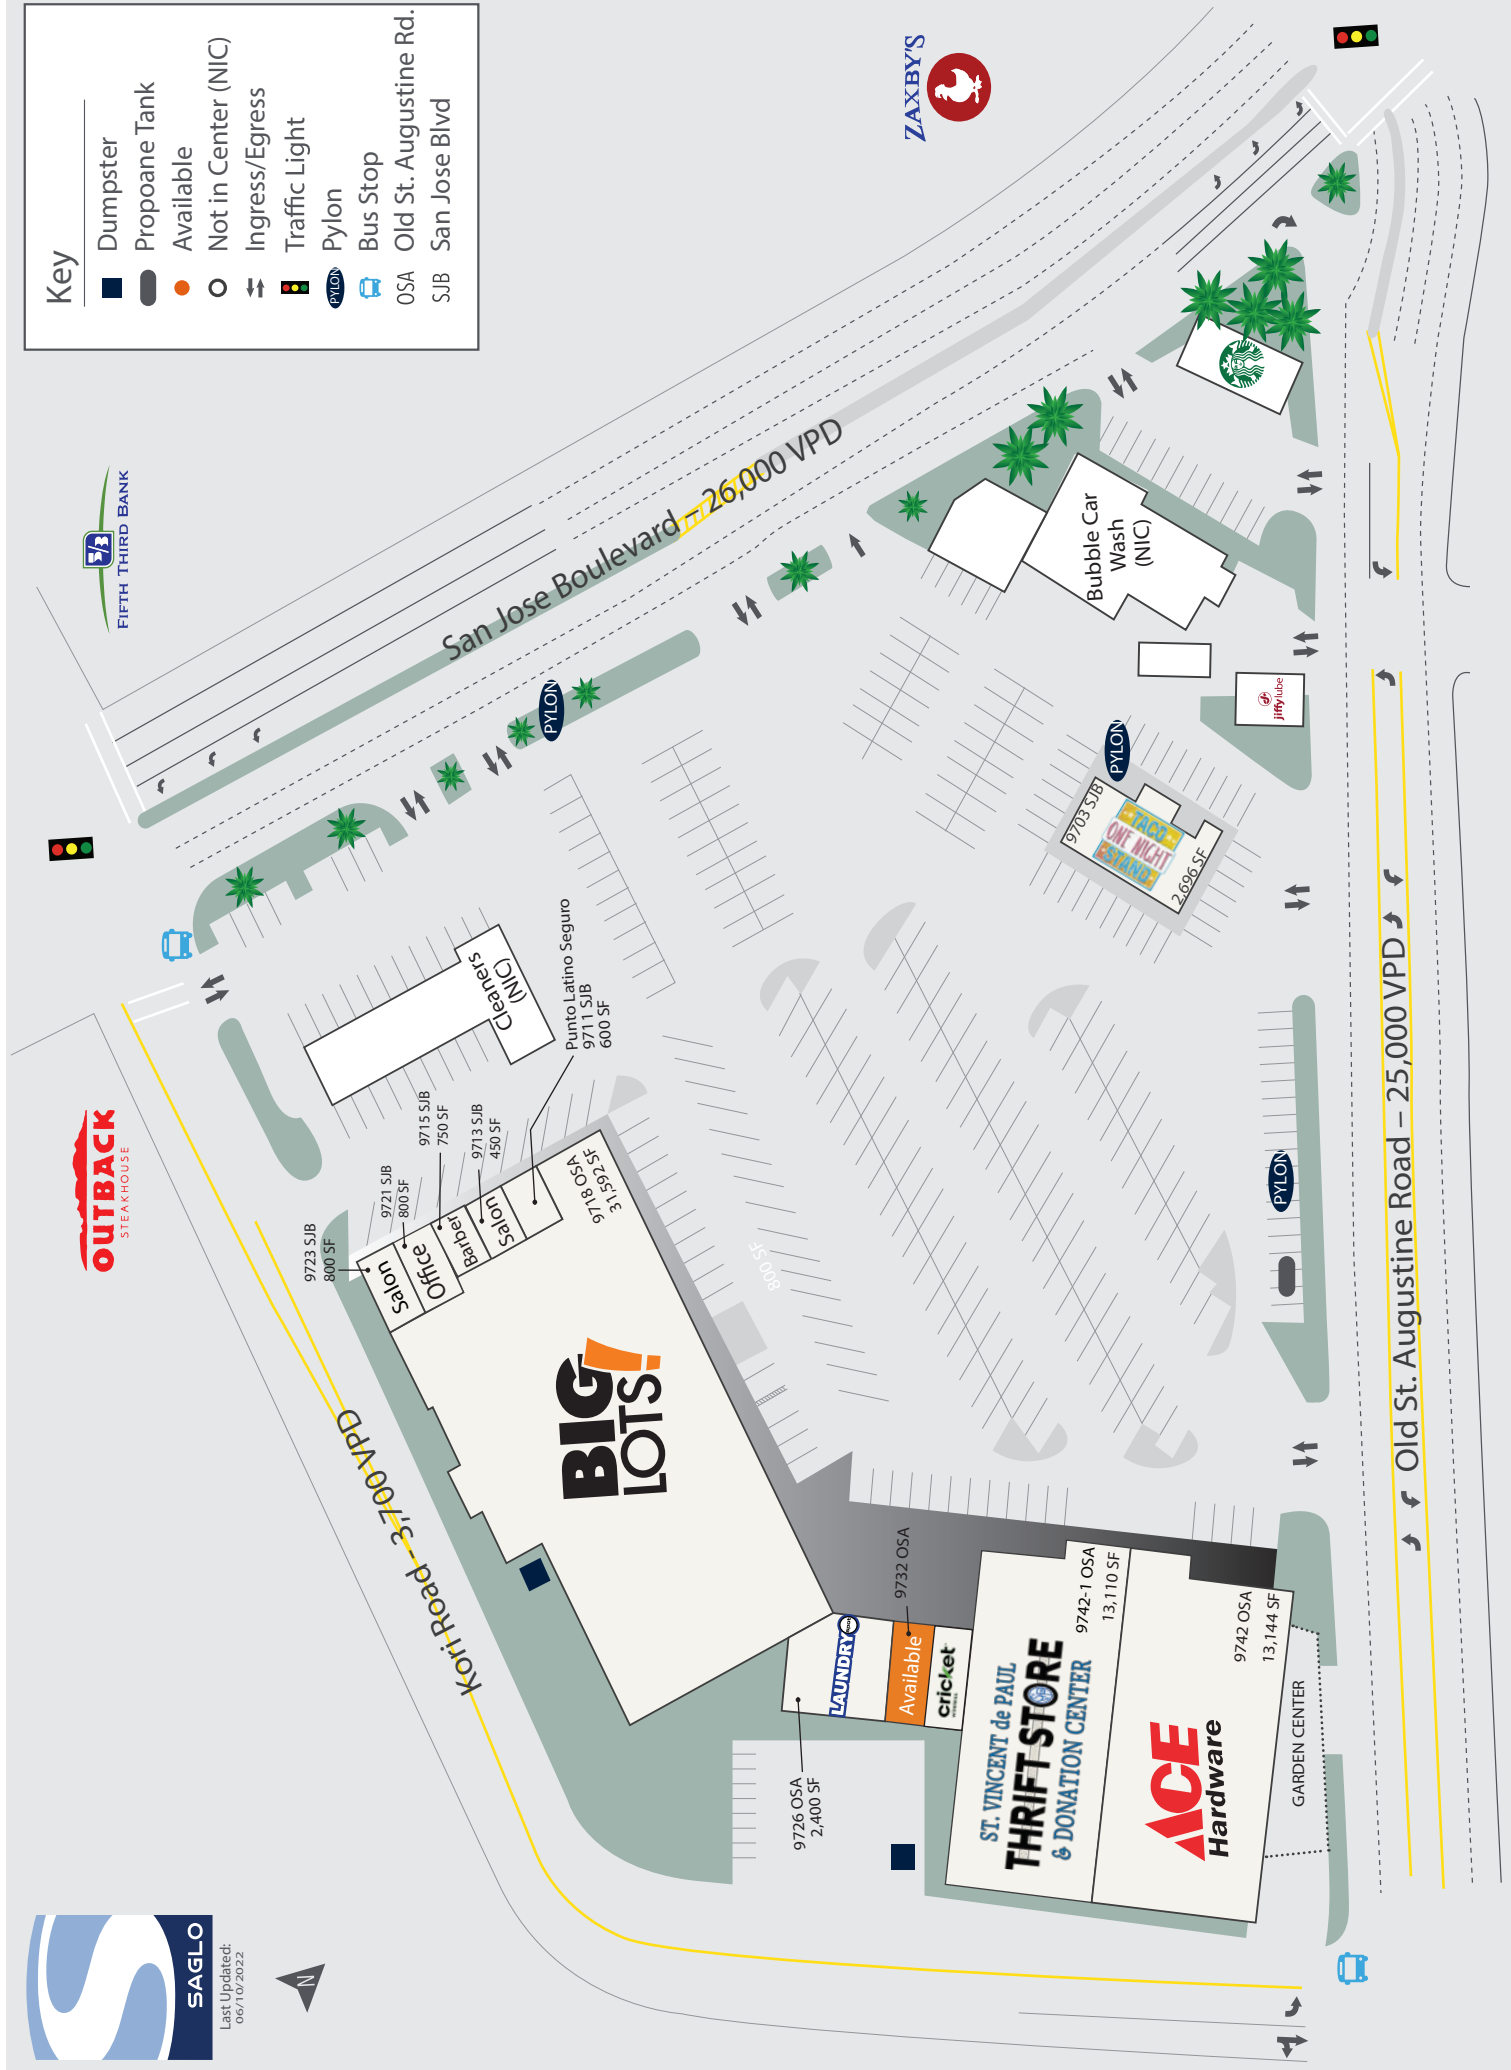 Key
Dumpster
Propoane Tank
Available
Not in Center (NIC)
Ingress/Egress
Traffic Light
PYLON
Pylon
Bus Stop
OSA
Old St. Augustine Rd.
SJB
San Jose Blvd
ZAXBY'S
5/3
FIFTH THIRD BANK
San Jose Boulevard – 26,000 VPD
PYLON
Bubble Car
Wash
(NIC)
jiffylube
PYLON
9703 SJB
TACO
ONE NIGHT
STAND
2,696 SF
Cleaners
(NIC)
Punto Latino Seguro
9711 SJB
600 SF
9715 SJB
750 SF
9713 SJB
450 SF
9721 SJB
800 SF
9723 SJB
800 SF
Salon
Office
Barber
Salon
9718 OSA
31,592 SF
800 SF
OUTBACK
STEAKHOUSE
BIG
LOTS!
Kori Road - 3,700 VPD
PYLON
Old St. Augustine Road – 25,000 VPD
9732 OSA
LAUNDRY
Available
cricket
9726 OSA
2,400 SF
9742-1 OSA
13,110 SF
ST. VINCENT de PAUL
THRIFT STORE
& DONATION CENTER
9742 OSA
13,144 SF
ACE
Hardware
GARDEN CENTER
SAGLO
Last Updated:
06/10/2022
N